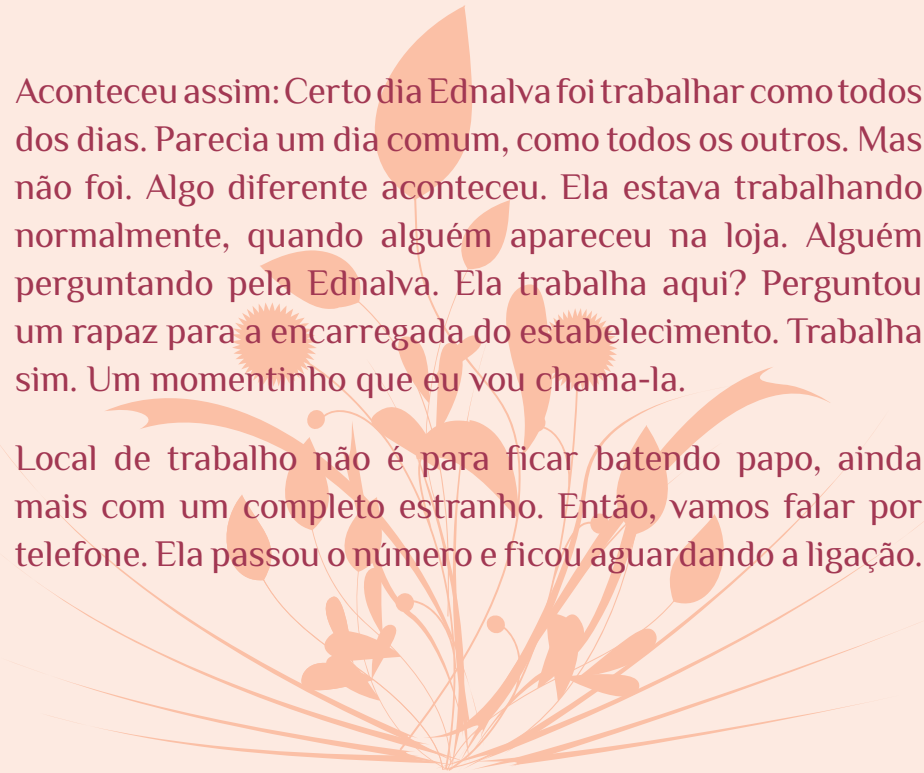 Aconteceu assim: Certo dia Ednalva foi trabalhar como todos
dos dias. Parecia um dia comum, como todos os outros. Mas
não foi. Algo diferente aconteceu. Ela estava trabalhando
normalmente, quando alguém apareceu na loja. Alguém
perguntando pela Ednalva. Ela trabalha aqui? Perguntou
um rapaz para a encarregada do estabelecimento. Trabalha
sim. Um momentinho que eu vou chama-la.
Local de trabalho não é para ficar batendo papo, ainda
mais com um completo estranho. Então, vamos falar por
telefone. Ela passou o número e ficou aguardando a ligação.